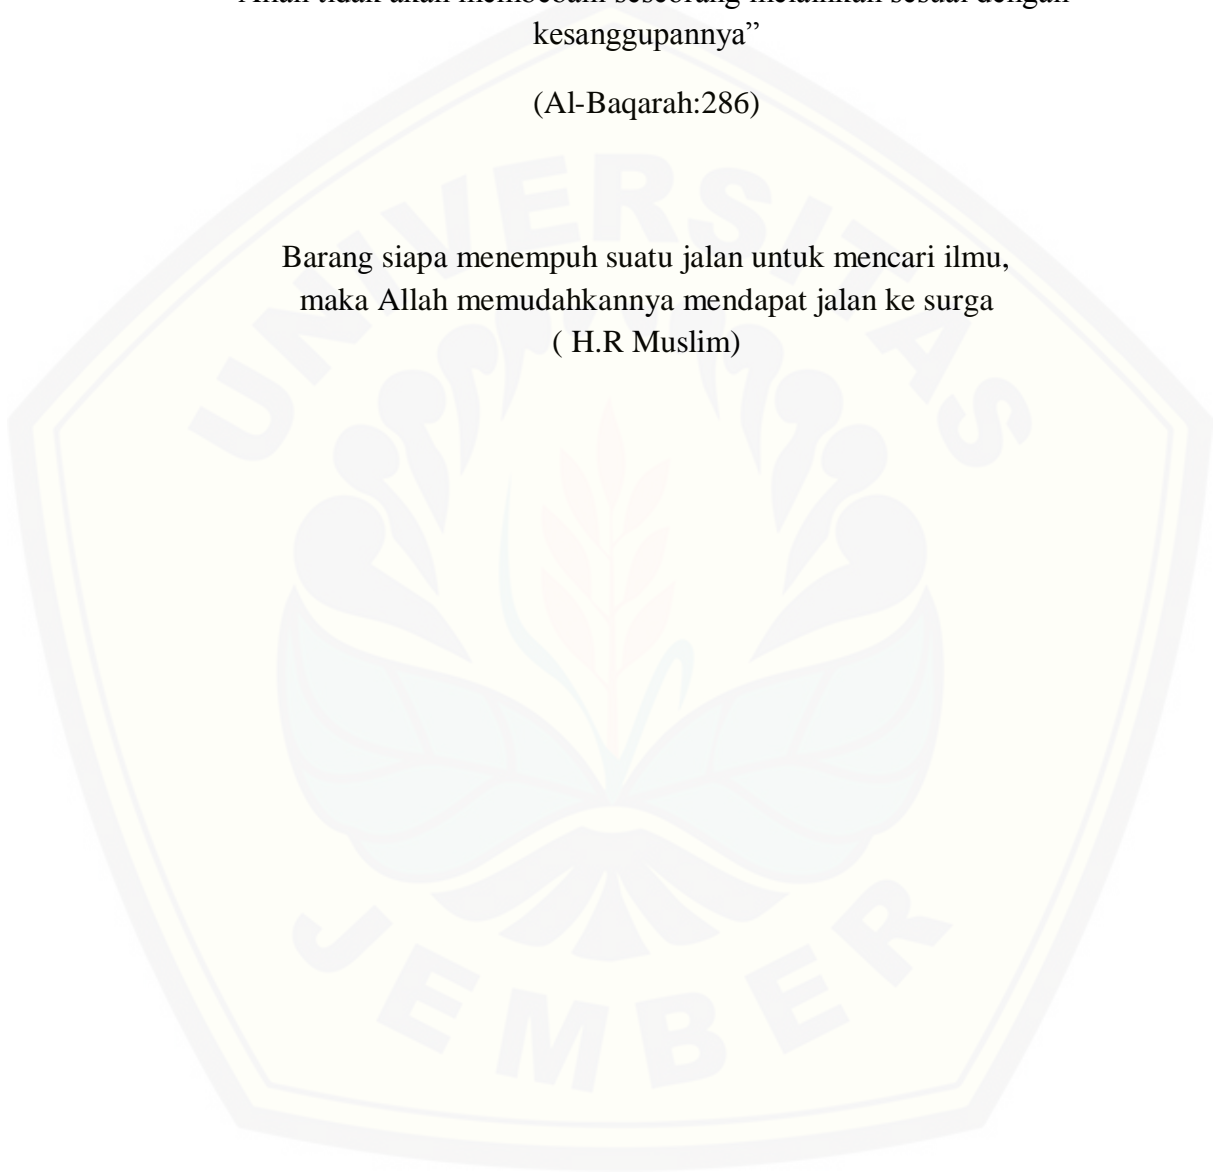 “Allah tidak akan membebani seseorang melainkan sesuai dengan
kesanggupannya”
(Al-Baqarah:286)
Barang siapa menempuh suatu jalan untuk mencari ilmu,
maka Allah memudahkannya mendapat jalan ke surga
( H.R Muslim)
UNIVERSITAS
JEMBER